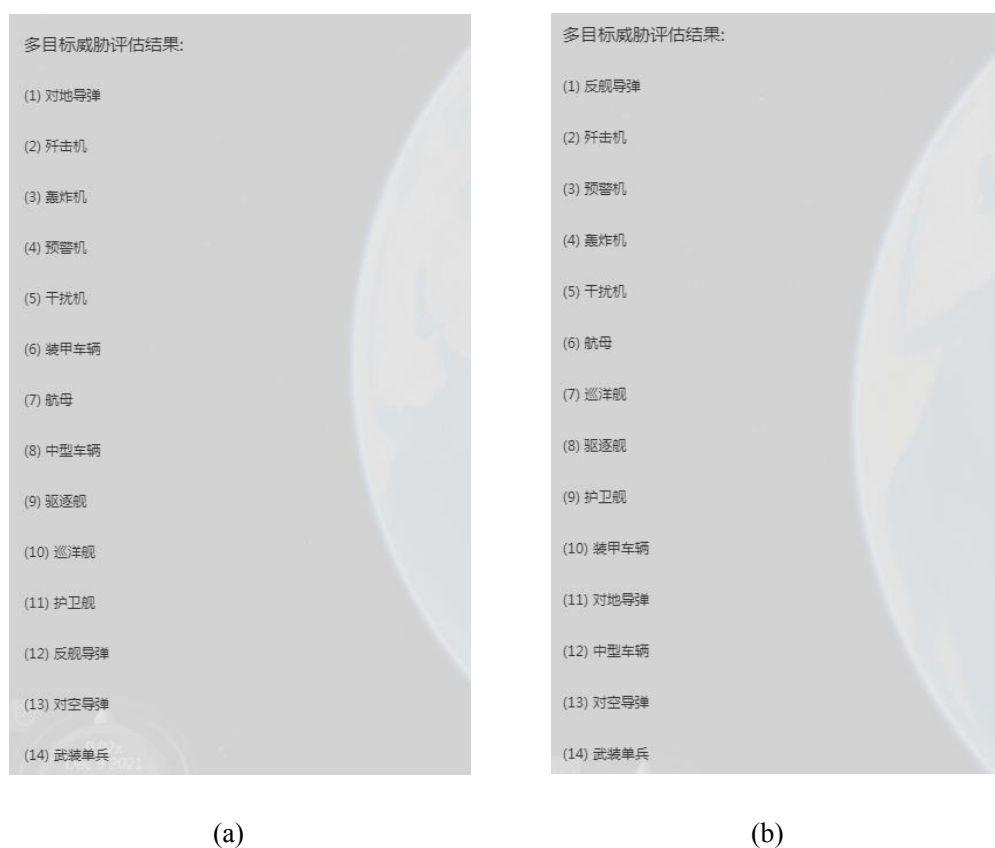 多目标威胁评估结果:
(1) 对地导弹
(2) 歼击机
(3) 轰炸机
(4) 预警机
(5) 干扰机
(6) 装甲车辆
(7) 航母
(8) 中型车辆
(9) 驱逐舰
(10) 巡洋舰
(11) 护卫舰
(12) 反舰导弹
(13) 对空导弹
(14) 武装单兵
(a)
多目标威胁评估结果:
(1) 反舰导弹
(2) 歼击机
(3) 预警机
(4) 轰炸机
(5) 干扰机
(6) 航母
(7) 巡洋舰
(8) 驱逐舰
(9) 护卫舰
(10) 装甲车辆
(11) 对地导弹
(12) 中型车辆
(13) 对空导弹
(14) 武装单兵
(b)